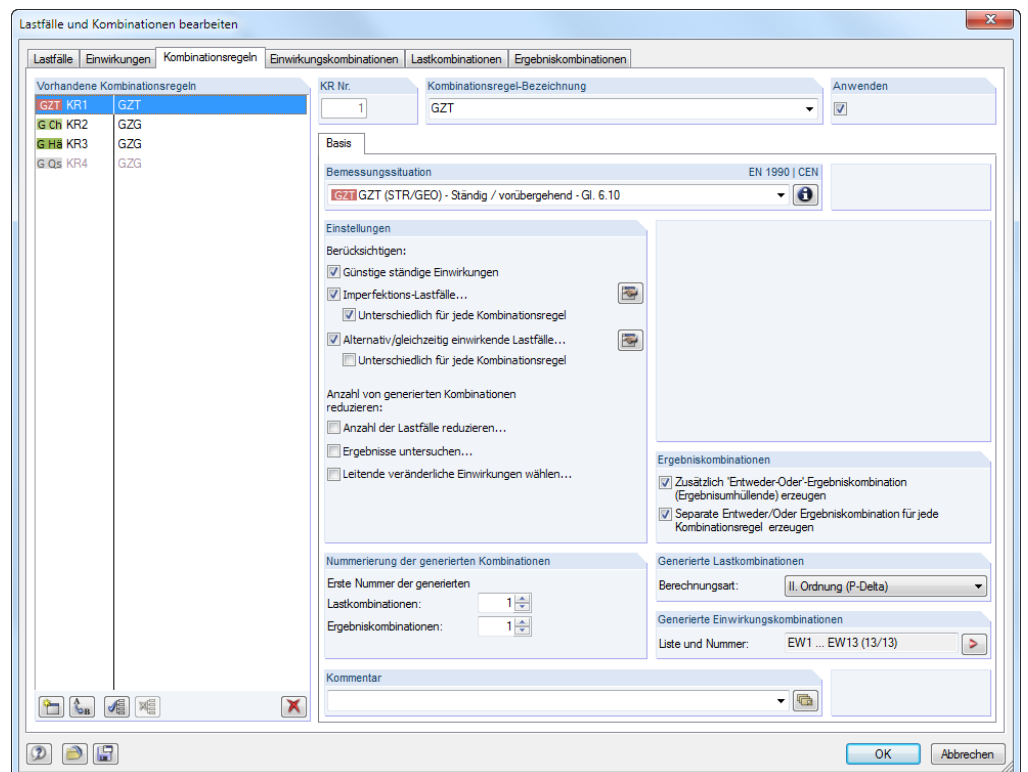 Lastfälle und Kombinationen bearbeiten
Lastfälle Einwirkungen Kombinationsregeln Einwirkungskombinationen Lastkombinationen Ergebniskombinationen
Vorhandene Kombinationsregeln
GZT KR1 GZT
G Ch KR2 GZG
G Hä KR3 GZG
G Qs KR4 GZG
KR Nr.
1
Kombinationsregel-Bezeichnung
GZT
Anwenden
Basis
Bemessungssituation EN 1990 | CEN
GZT GZT (STR/GEO) - Ständig / vorübergehend - Gl. 6.10
Einstellungen
Berücksichtigen:
Günstige ständige Einwirkungen
Imperfektions-Lastfälle...
Unterschiedlich für jede Kombinationsregel
Alternativ/gleichzeitig einwirkende Lastfälle...
Unterschiedlich für jede Kombinationsregel
Anzahl von generierten Kombinationen
reduzieren:
Anzahl der Lastfälle reduzieren...
Ergebnisse untersuchen...
Leitende veränderliche Einwirkungen wählen...
Ergebniskombinationen
Zusätzlich 'Entweder-Oder'-Ergebniskombination
(Ergebnisumhüllende) erzeugen
Separate Entweder/Oder Ergebniskombination für jede
Kombinationsregel erzeugen
Nummerierung der generierten Kombinationen
Erste Nummer der generierten
Lastkombinationen: 1
Ergebniskombinationen: 1
Generierte Lastkombinationen
Berechnungsart: II. Ordnung (P-Delta)
Generierte Einwirkungskombinationen
Liste und Nummer: EW1 ... EW13 (13/13)
Kommentar
OK Abbrechen